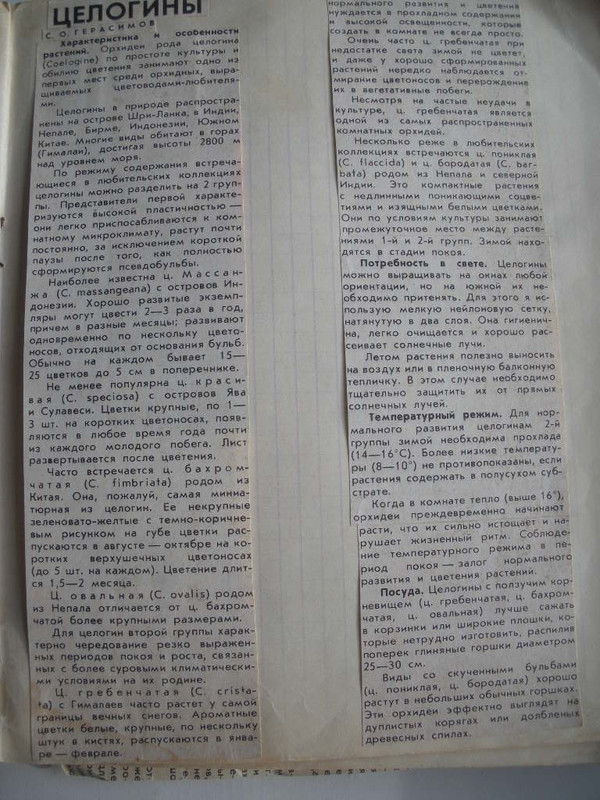 ЦЕЛОГИНЫ
С. О. ГЕРАСИМОВ
Характеристика и особенности
растений. Орхидеи рода целогина
(Coelogine) по простоте культуры и
обилию цветения занимают одно из
первых мест среди орхидных, выра-
щиваемых цветоводами-любителя-
ми.
Целогины в природе распростра-
нены на острове Шри-Ланка, в Индии,
Непале, Бирме, Индонезии, Южном
Китае. Многие виды обитают в горах
(Гималаи), достигая высоты 2800 м
над уровнем моря.
По режиму содержания встреча-
ющиеся в любительских коллекциях
целогины можно разделить на 2 груп-
пы. Представители первой характе-
ризуются высокой пластичностью —
они легко приспосабливаются к ком-
натному микроклимату, растут почти
постоянно, за исключением короткой
паузы после того, как полностью
сформируются псевдобульбы.
Наиболее известна ц. Массан-
жа (C. massangeana) с островов Ин-
донезии. Хорошо развитые экземп-
ляры могут цвести 2—3 раза в год,
причем в разные месяцы; развивают
одновременно по нескольку цвето-
носов, отходящих от основания бульб.
Обычно на каждом бывает 15—
25 цветков до 5 см в поперечнике.
Не менее популярна ц. краси-
вая (C. speciosa) с островов Ява
и Сулавеси. Цветки крупные, по 1—
3 шт. на коротких цветоносах, появ-
ляются в любое время года почти
из каждого молодого побега. Лист
развертывается после цветения.
Часто встречается ц. бахром-
чатая (C. fimbriata) родом из
Китая. Она, пожалуй, самая миниа-
тюрная из целогин. Ее некрупные
зеленовато-желтые с темно-коричне-
вым рисунком на губе цветки рас-
пускаются в августе — октябре на ко-
ротких верхушечных цветоносах
(до 5 шт. на каждом). Цветение длит-
ся 1,5—2 месяца.
Ц. овальная (C. ovalis) родом
из Непала отличается от ц. бахром-
чатой более крупными размерами.
Для целогин второй группы харак-
терно чередование резко выражен-
ных периодов покоя и роста, связан-
ных с более суровыми климатически-
ми условиями на их родине.
Ц. гребенчатая (C. crista-
ta) с Гималаев часто растет у самой
границы вечных снегов. Ароматные
цветки белые, крупные, по нескольку
штук в кистях, распускаются в янва-
ре — феврале.
нормального развития и цветения
нуждается в прохладном содержании
и высокой освещенности, которые
создать в комнате не всегда просто.
Очень часто ц. гребенчатая при
недостатке света зимой не цветет,
и даже у хорошо сформированных
растений нередко наблюдается от-
мирание цветоносов и перерождение
их в вегетативные побеги.
Несмотря на частые неудачи в
культуре, ц. гребенчатая является
одной из самых распространенных
комнатных орхидей.
Несколько реже в любительских
коллекциях встречаются ц. пониклая
(C. flaccida) и ц. бородатая (C. bar-
bata) родом из Непала и северной
Индии. Это компактные растения
с недлинными поникающими соцве-
тиями и изящными белыми цветками.
Они по условиям культуры занимают
промежуточное место между расте-
ниями 1-й и 2-й групп. Зимой нахо-
дятся в стадии покоя.
Потребность в свете. Целогины
можно выращивать на окнах любой
ориентации, но на южной их не-
обходимо притенять. Для этого я ис-
пользую мелкую нейлоновую сетку,
натянутую в два слоя. Она гигиенич-
на, легко очищается и хорошо рас-
сеивает солнечные лучи.
Летом растения полезно выносить
на воздух или в пленочную балконную
тепличку. В этом случае необходимо
тщательно защитить их от прямых
солнечных лучей.
Температурный режим. Для нор-
мального развития целогинам 2-й
группы зимой необходима прохлада
(14—16°С). Более низкие температу-
ры (8—10°) не противопоказаны, если
растения содержать в полусухом суб-
страте.
Когда в комнате тепло (выше 16°),
орхидеи преждевременно начинают
расти, что их сильно истощает и на-
рушает жизненный ритм. Соблюде-
ние температурного режима в пе-
риод покоя — залог нормального
развития и цветения растений.
Посуда. Целогины с ползучим кор-
невищем (ц. гребенчатая, ц. бахром-
чатая, ц. овальная) лучше сажать
в корзинки или широкие плошки, ко-
торые нетрудно изготовить, распилив
поперек глиняные горшки диаметром
25—30 см.
Виды со скученными бульбами
(ц. пониклая, ц. бородатая) хорошо
растут в небольших обычных горшках.
Эти орхидеи эффектно выглядят на
дуплистых корягах или долбленых
древесных спилах.